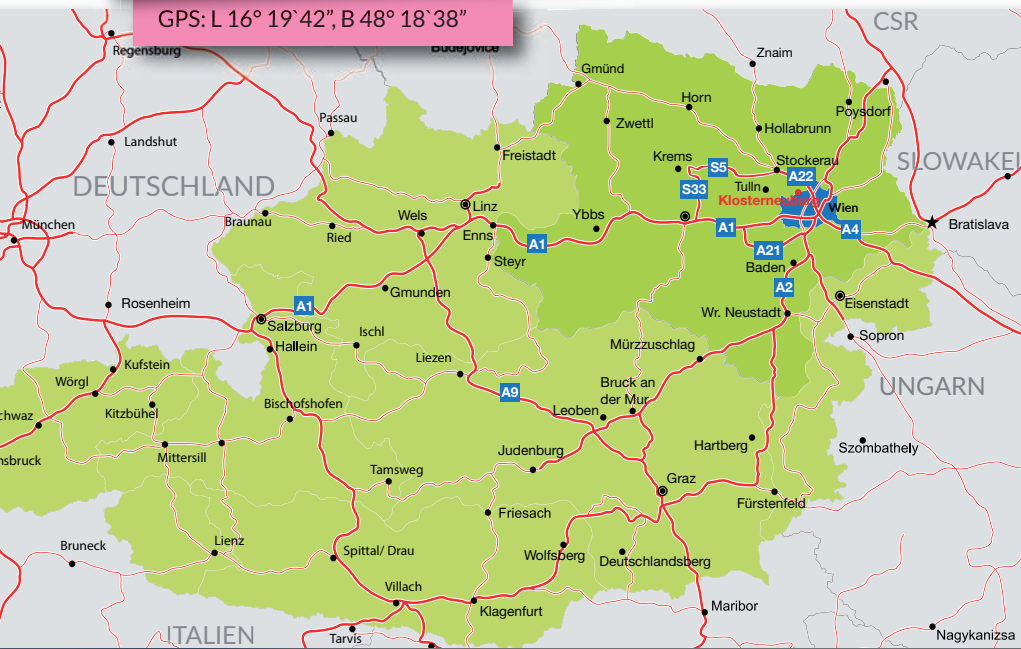 GPS: L 16° 19`42”, B 48° 18`38”
CSR
Regensburg
Budejovice
Znaim
Gmünd
Horn
Poysdorf
Passau
Zwettl
Hollabrunn
Landshut
Freistadt
Krems
S5
Stockerau
A22
SLOWAKEI
DEUTSCHLAND
S33
Tulln
Klosterneuburg
Wien
Linz
Braunau
Wels
Ybbs
München
Ried
Enns
A1
A1
A4
Bratislava
A21
Steyr
Baden
Gmunden
A2
Rosenheim
A1
Eisenstadt
Salzburg
Wr. Neustadt
Ischl
Sopron
Hallein
Mürzzuschlag
Liezen
Kufstein
Wörgl
Bruck an
der Mur
UNGARN
A9
Kitzbühel
Bischofshofen
Leoben
chwaz
Hartberg
Szombathely
Mittersill
Judenburg
nsbruck
Tamsweg
Graz
Fürstenfeld
Friesach
Bruneck
Lienz
Spittal/ Drau
Wolfsberg
Deutschlandsberg
Villach
Klagenfurt
Maribor
ITALIEN
Tarvis
Nagykanizsa